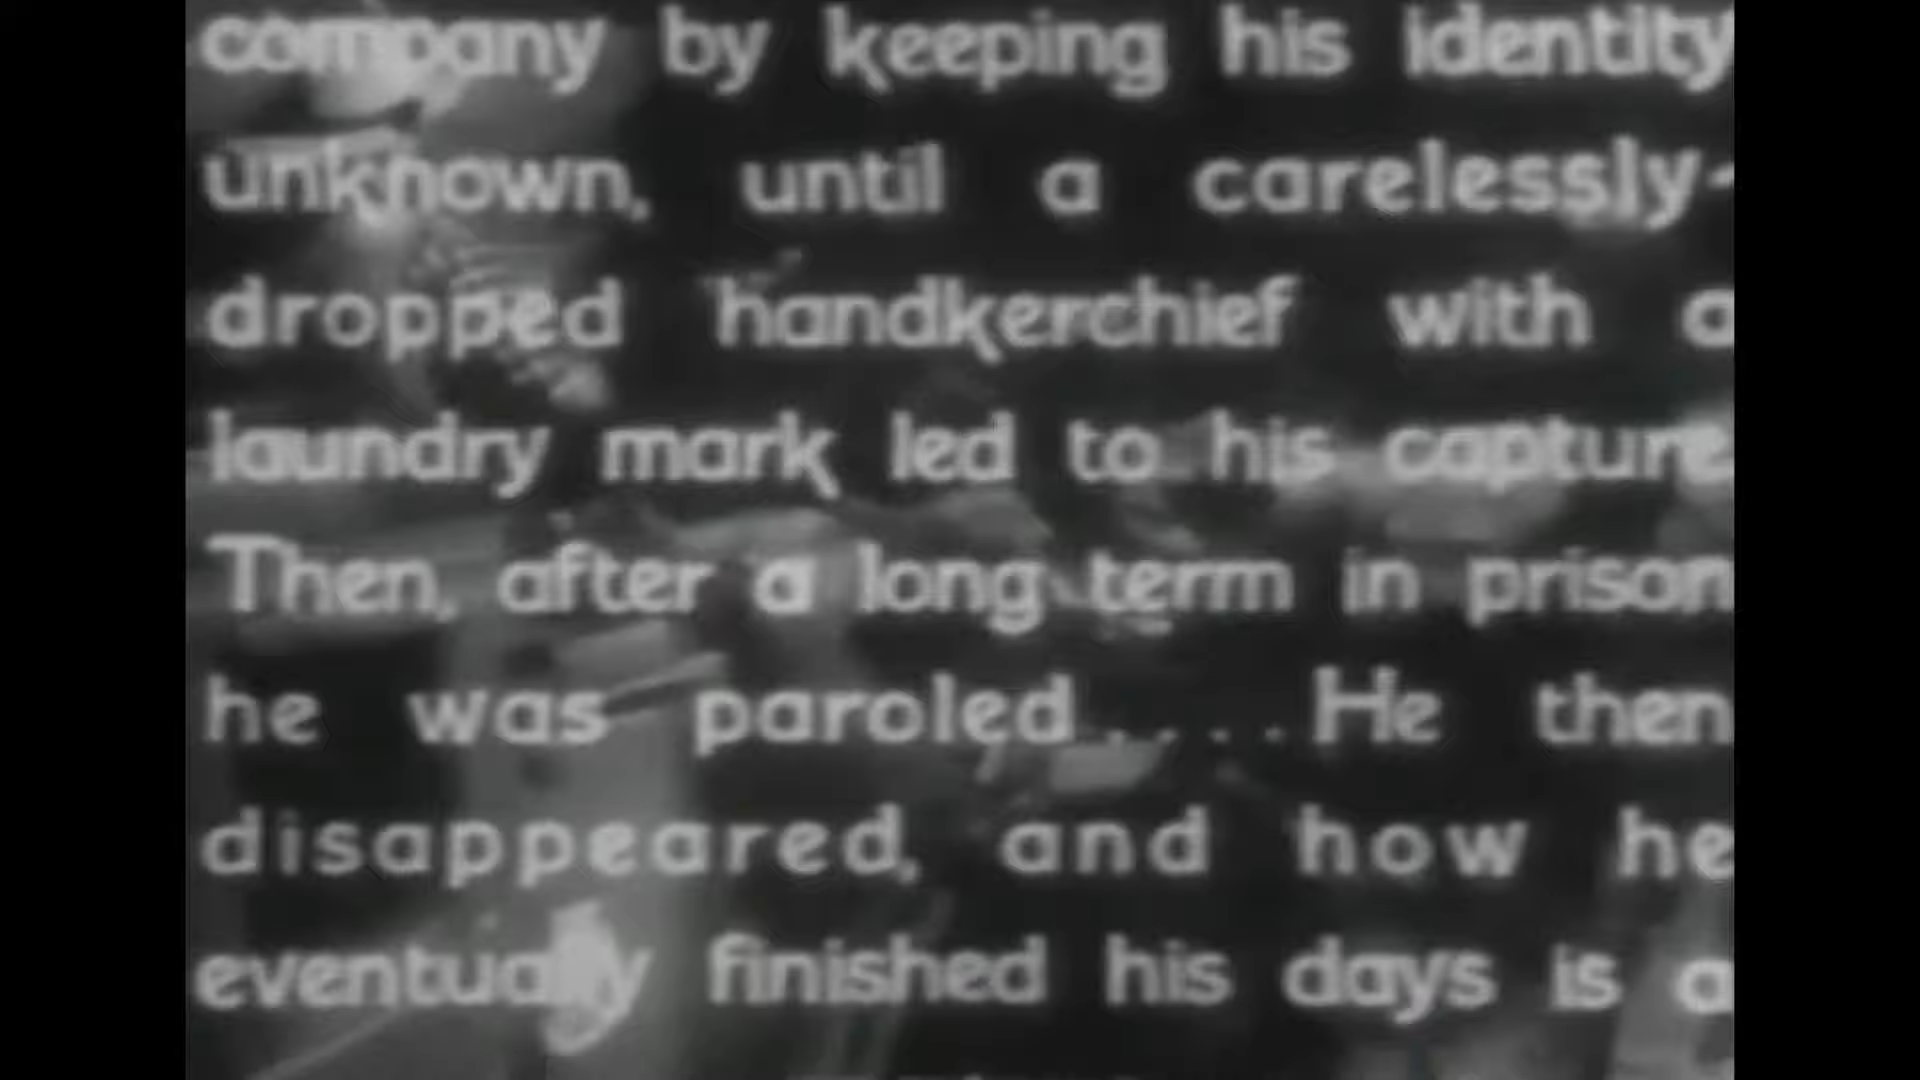 company by keeping his identity
unknown, until a carelessly-
dropped handkerchief with a
laundry mark led to his capture
Then, after a long term in prison
he was paroled.... He then
disappeared, and how he
eventually finished his days is a